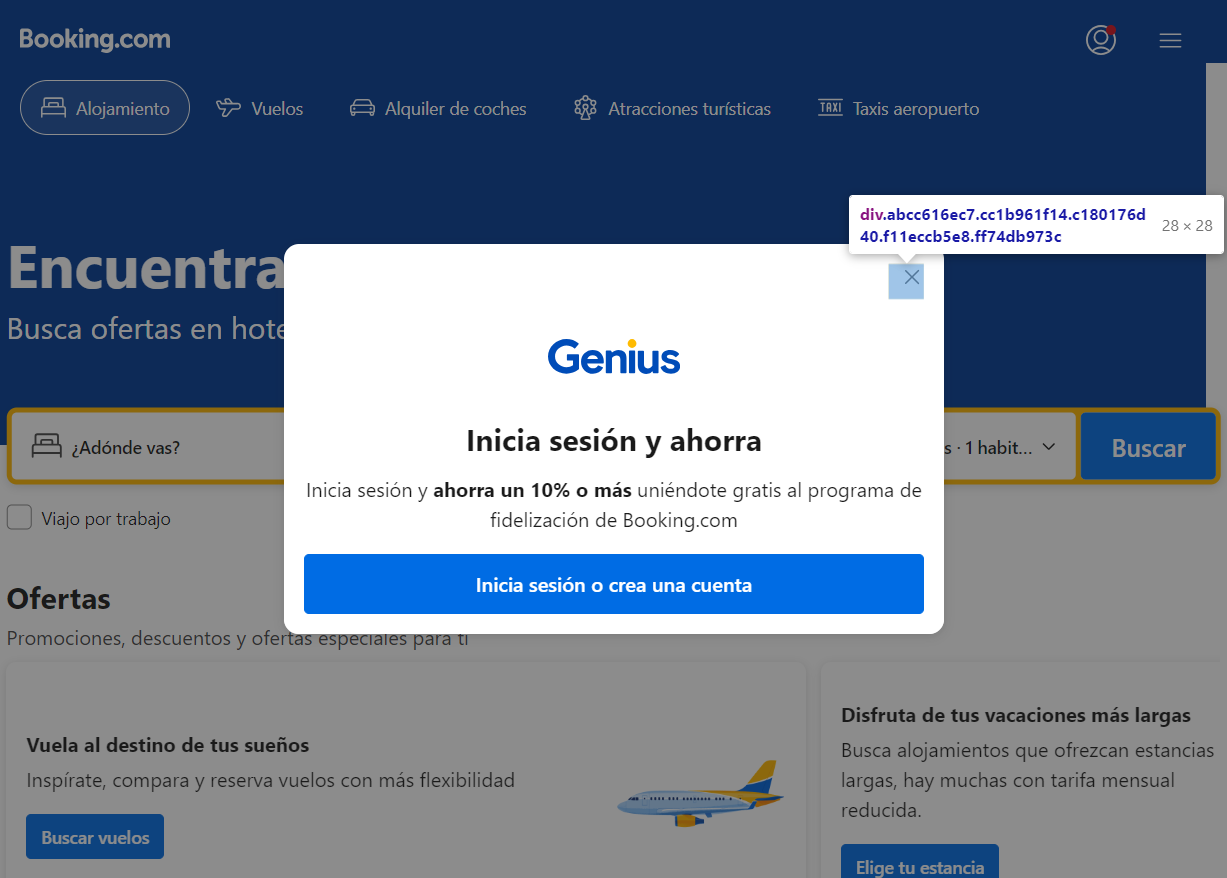 Booking.com
Alojamiento
Vuelos
Alquiler de coches
Atracciones turísticas
TAXI Taxis aeropuerto
div.abcc616ec7.cc1b961f14.c180176d
40.f11eccb5e8.ff74db973c
28 × 28
Encuentra
Busca ofertas en hote
Genius
¿Adónde vas?
s · 1 habit...
Buscar
Inicia sesión y ahorra
Inicia sesión y ahorra un 10% o más uniéndote gratis al programa de
fidelización de Booking.com
Viajo por trabajo
Inicia sesión o crea una cuenta
Ofertas
Promociones, descuentos y ofertas especiales para ti
Vuela al destino de tus sueños
Inspírate, compara y reserva vuelos con más flexibilidad
Buscar vuelos
Disfruta de tus vacaciones más largas
Busca alojamientos que ofrezcan estancias
largas, hay muchas con tarifa mensual
reducida.
Elige tu estancia